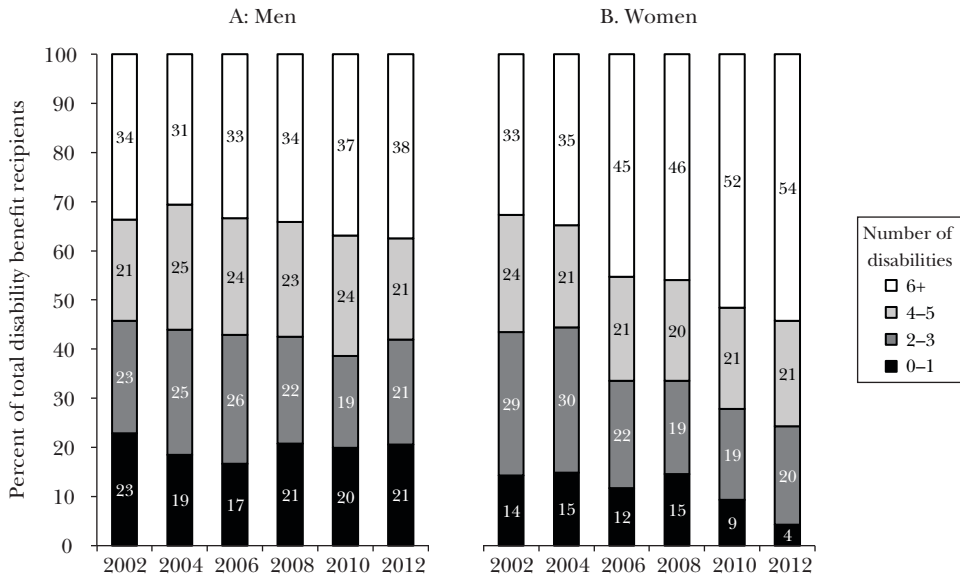 A: Men
B. Women
Percent of total disability benefit recipients
100
90
80
70
60
50
40
30
20
10
0
34 31 33 34 37 38
21 25 24 23 24 21
23 25 26 22 19 21
23 19 17 21 20 21
2002 2004 2006 2008 2010 2012
33 35 45 46 52 54
24 21 21 20 21 21
29 30 22 19 19 20
14 15 12 15 9 4
2002 2004 2006 2008 2010 2012
Number of
disabilities
6+
4–5
2–3
0–1